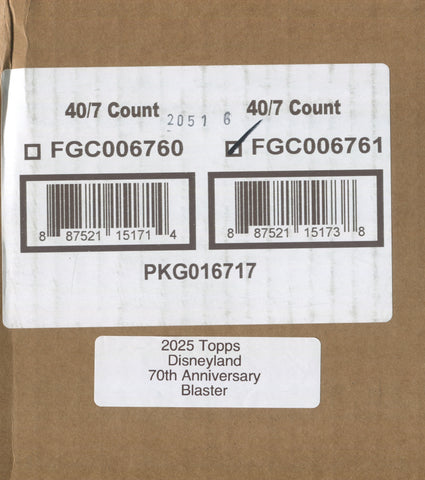 40/7 Count 2051 6 40/7 Count
FGC006760 FGC006761
8 87521 15171 4 8 87521 15173 8
PKG016717
2025 Topps
Disneyland
70th Anniversary
Blaster